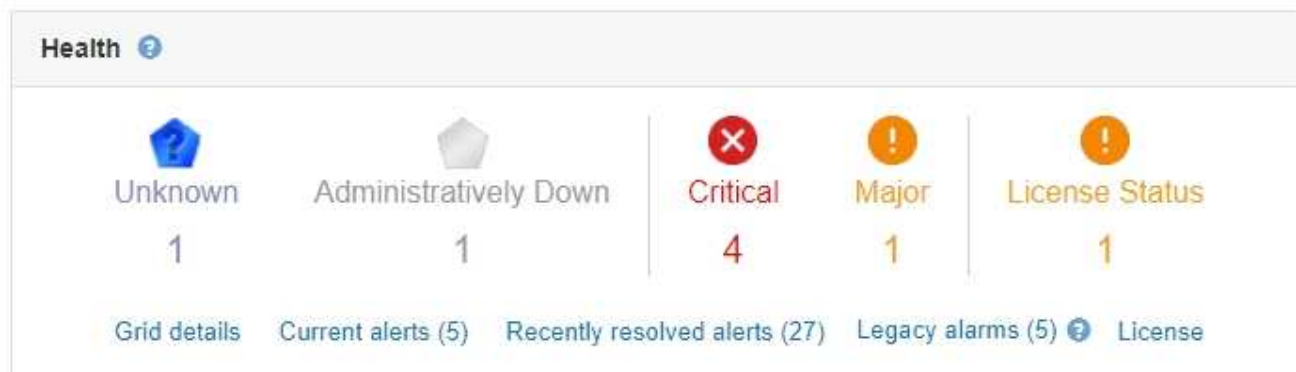 Health ?
? !  !
Unknown Administratively Down Critical Major License Status
1 1 4 1 1
Grid details Current alerts (5) Recently resolved alerts (27) Legacy alarms (5) ? License